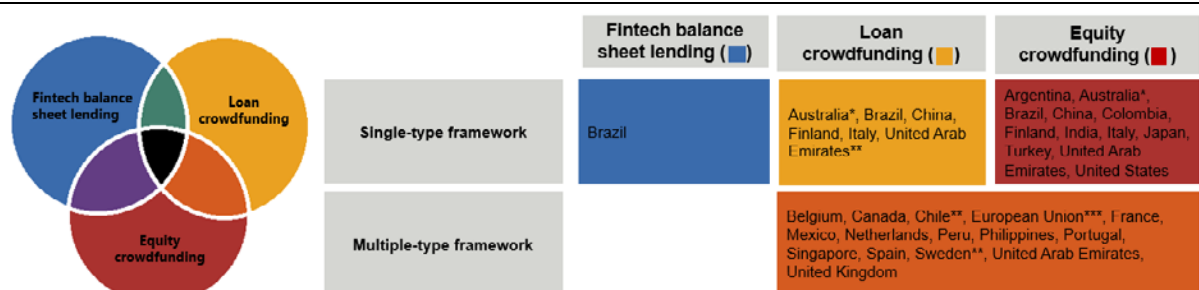 Fintech balance
sheet lending
Loan
crowdfunding
Equity
crowdfunding
Fintech balance
sheet lending ( )
Loan
crowdfunding ( )
Equity
crowdfunding ( )
Single-type framework
Brazil
Australia*, Brazil, China,
Finland, Italy, United Arab
Emirates**
Argentina, Australia*,
Brazil, China, Colombia,
Finland, India, Italy, Japan,
Turkey, United Arab
Emirates, United States
Multiple-type framework
Belgium, Canada, Chile**, European Union***, France,
Mexico, Netherlands, Peru, Philippines, Portugal,
Singapore, Spain, Sweden**, United Arab Emirates,
United Kingdom